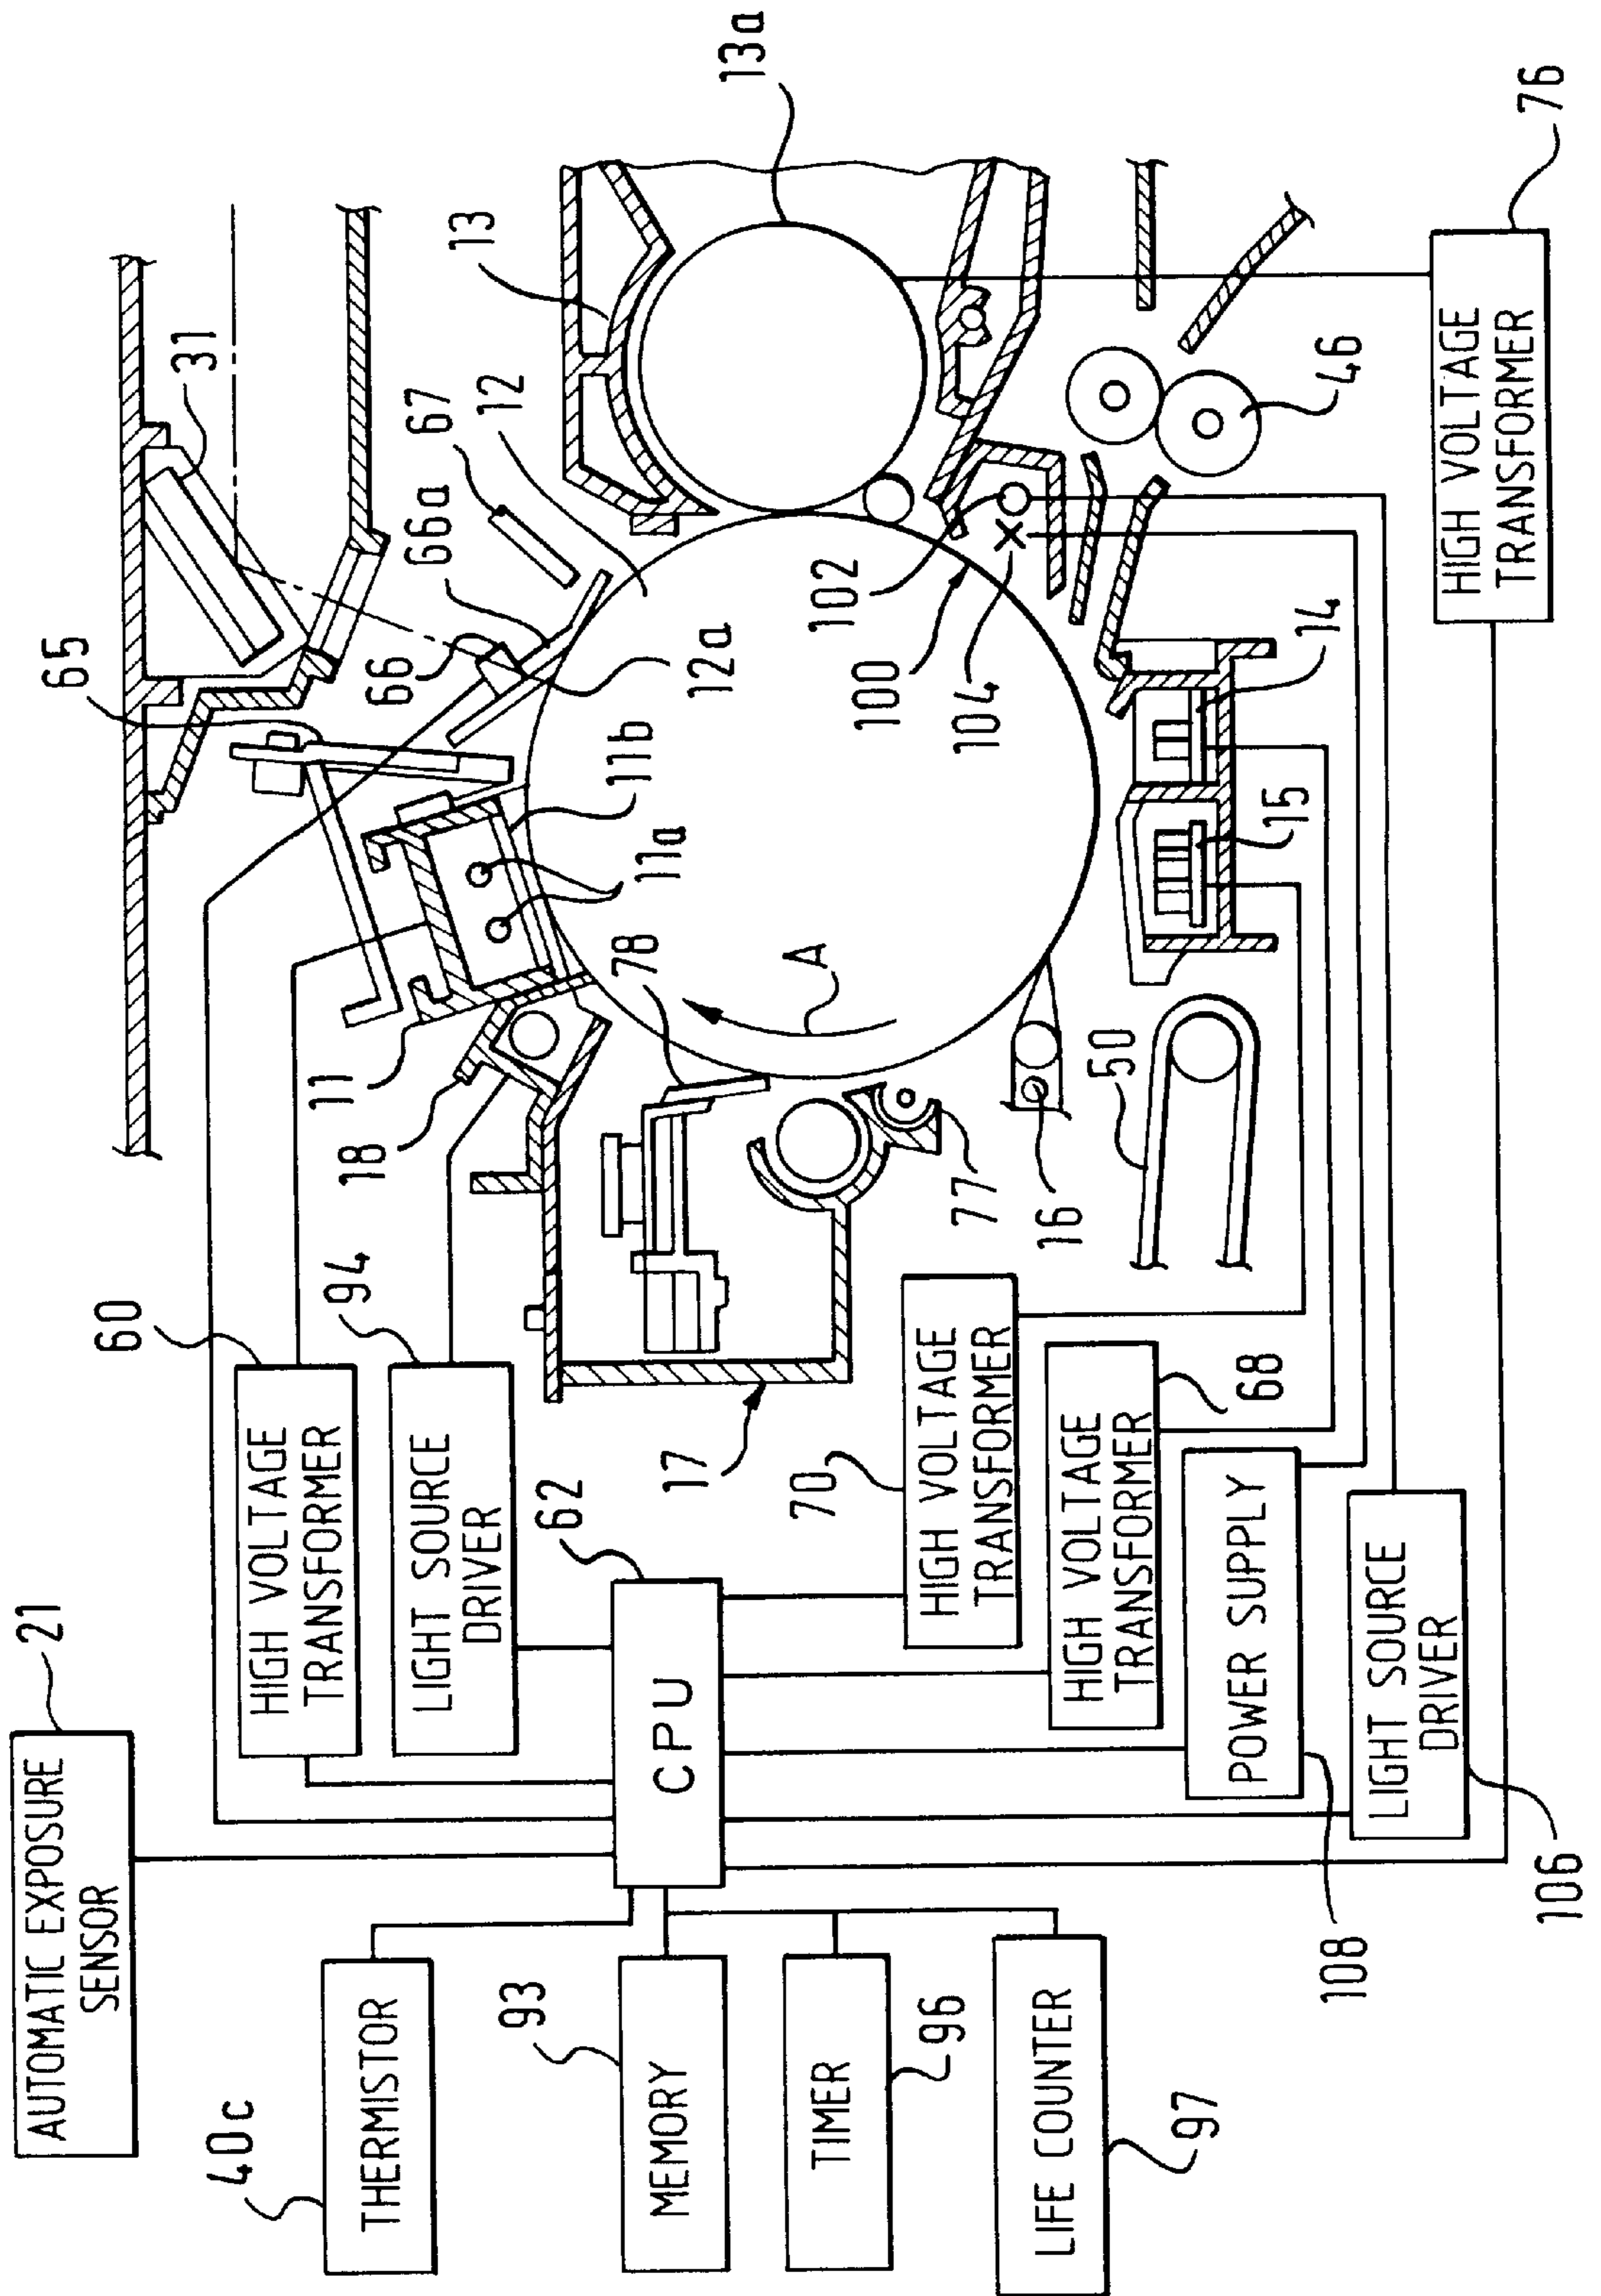 AUTOMATIC EXPOSURE
SENSOR
21
60
HIGH VOLTAGE
TRANSFORMER
94
LIGHT SOURCE
DRIVER
40c
THERMISTOR
62
CPU
93
MEMORY
TIMER
96
LIFE COUNTER
97
70
HIGH VOLTAGE
TRANSFORMER
HIGH VOLTAGE
TRANSFORMER
68
POWER SUPPLY
108
LIGHT SOURCE
DRIVER
106
HIGH VOLTAGE
TRANSFORMER
76
65
31
66
66a
67
12
13
13a
11
18
11a
11b
12a
78
A
17
77
16
50
100
102
104
14
15
46